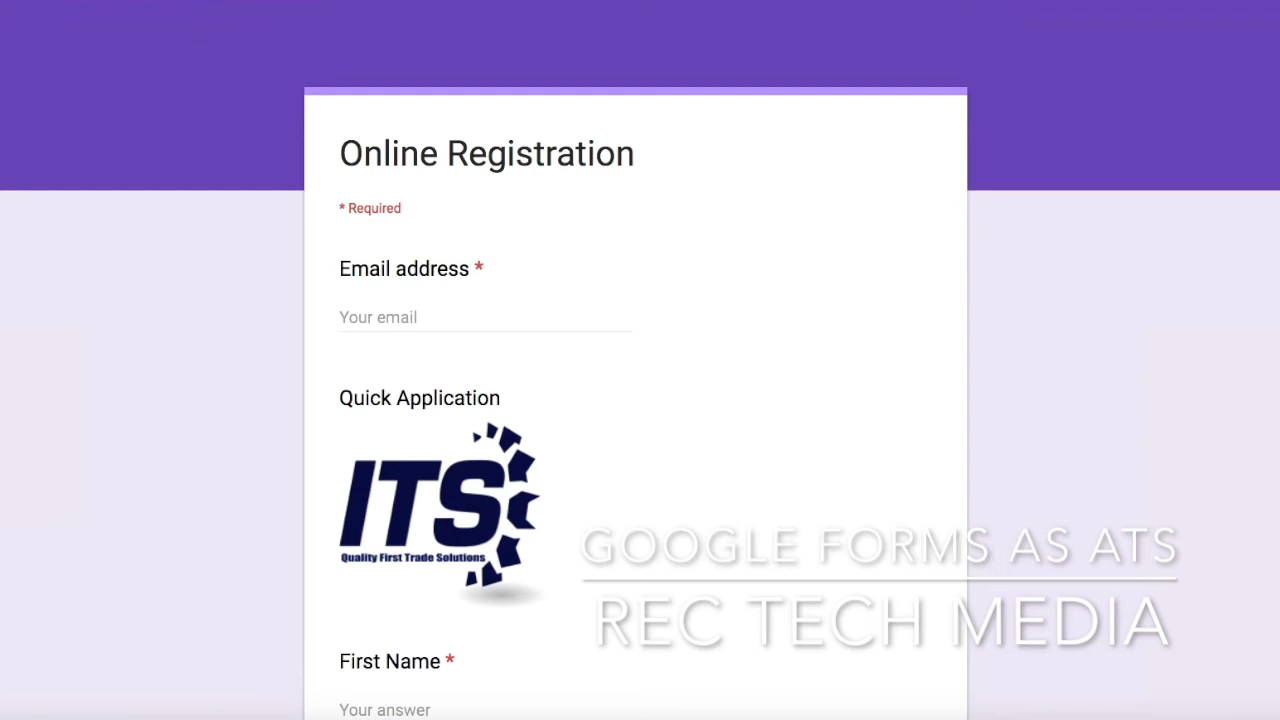 Online Registration
* Required
Email address *
Your email
Quick Application
ITS
Quality First Trade Solutions
GOOGLE FORMS AS ATS
REC TECH MEDIA
First Name *
Your answer